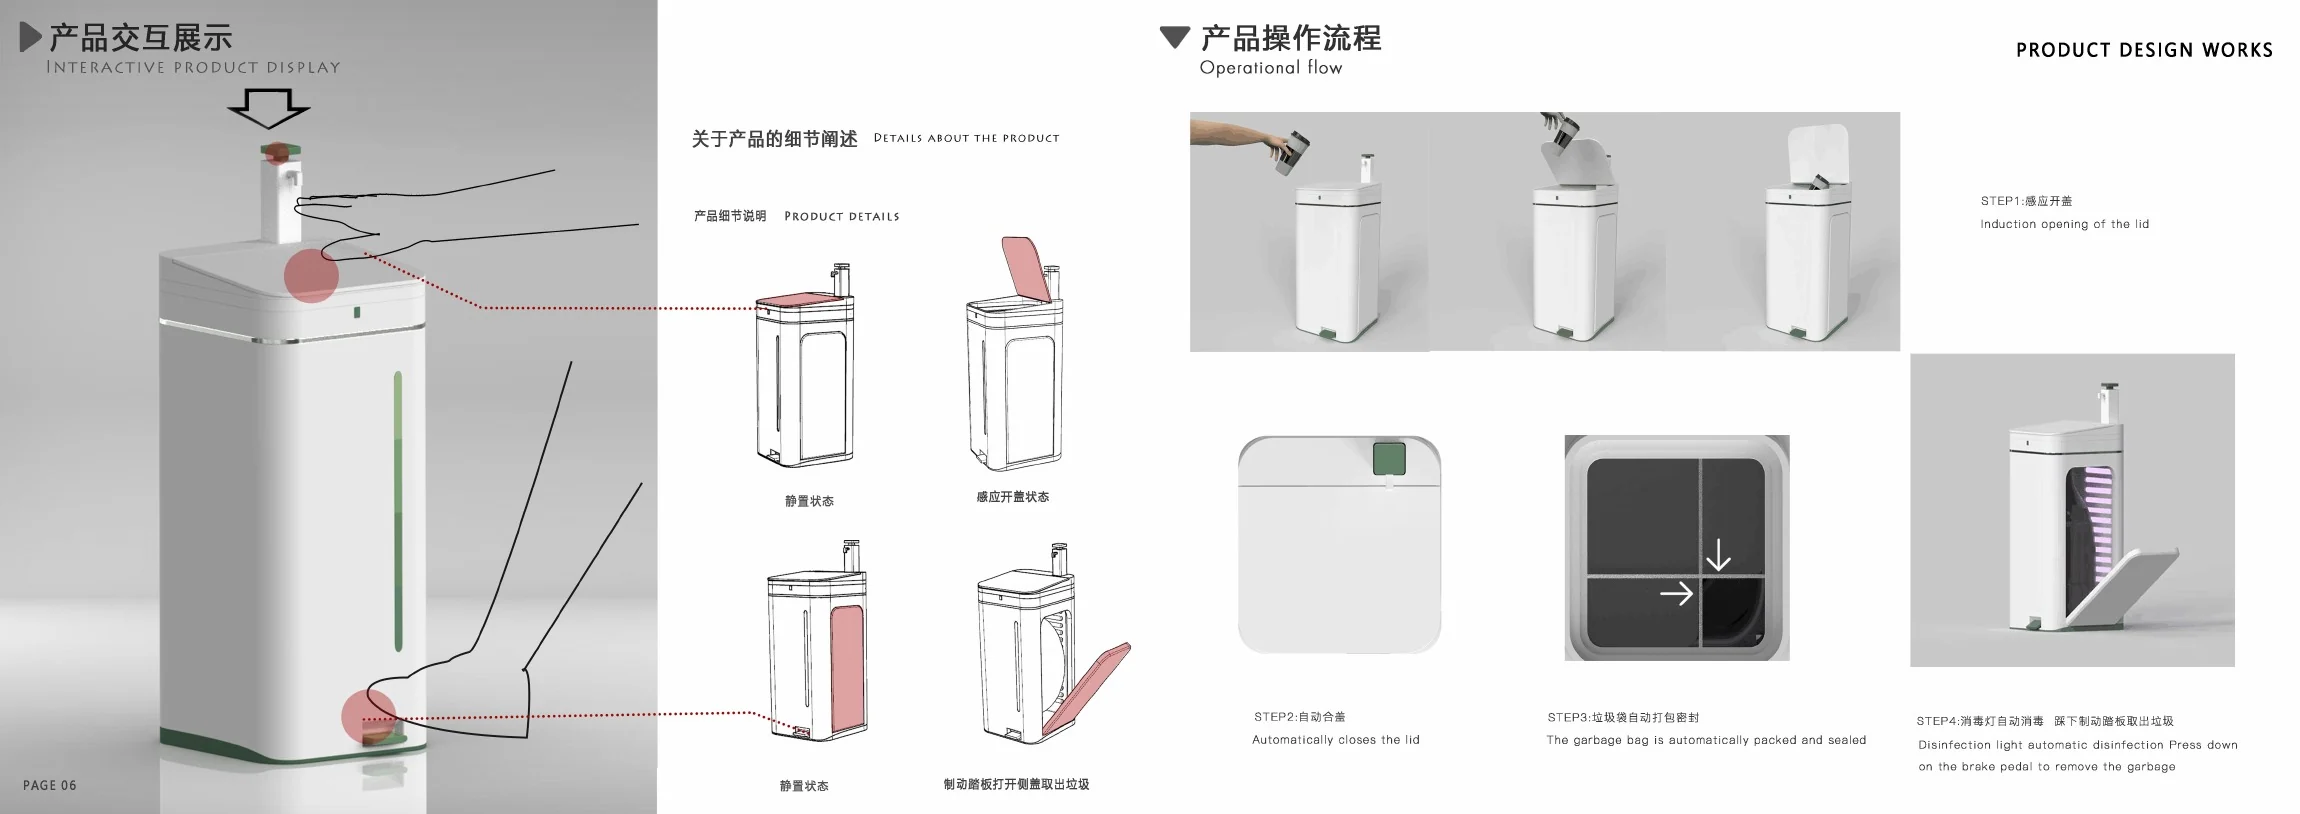 产品交互展示
INTERACTIVE PRODUCT DISPLAY
PAGE 06
关于产品的细节阐述 DETAILS ABOUT THE PRODUCT
产品细节说明 PRODUCT DETAILS
静置状态
感应开盖状态
静置状态
制动踏板打开侧盖取出垃圾
产品操作流程
Operational flow
PRODUCT DESIGN WORKS
STEP1:感应开盖
Induction opening of the lid
STEP2:自动合盖
Automatically closes the lid
STEP3:垃圾袋自动打包密封
The garbage bag is automatically packed and sealed
STEP4:消毒灯自动消毒 踩下制动踏板取出垃圾
Disinfection light automatic disinfection Press down
on the brake pedal to remove the garbage